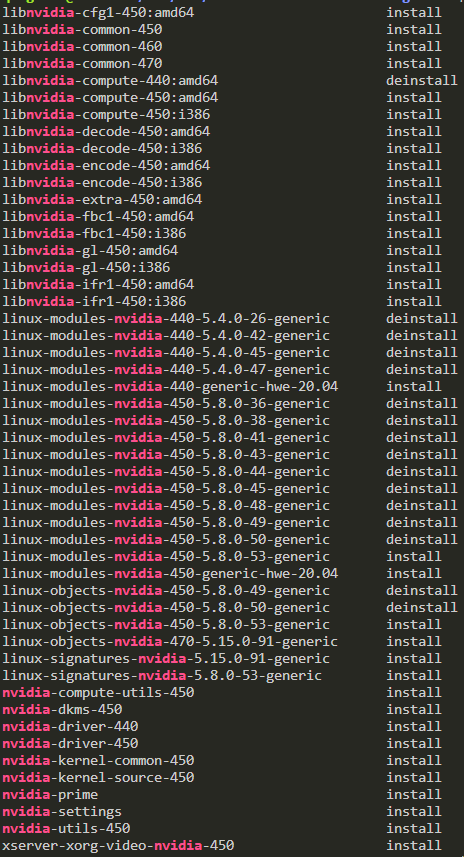 libnvidia-cfg1-450:amd64 install
libnvidia-common-450 install
libnvidia-common-460 install
libnvidia-common-470 install
libnvidia-compute-440:amd64 deinstall
libnvidia-compute-450:amd64 install
libnvidia-compute-450:i386 install
libnvidia-decode-450:amd64 install
libnvidia-decode-450:i386 install
libnvidia-encode-450:amd64 install
libnvidia-encode-450:i386 install
libnvidia-extra-450:amd64 install
libnvidia-fbc1-450:amd64 install
libnvidia-fbc1-450:i386 install
libnvidia-gl-450:amd64 install
libnvidia-gl-450:i386 install
libnvidia-ifr1-450:amd64 install
libnvidia-ifr1-450:i386 install
linux-modules-nvidia-440-5.4.0-26-generic deinstall
linux-modules-nvidia-440-5.4.0-42-generic deinstall
linux-modules-nvidia-440-5.4.0-45-generic deinstall
linux-modules-nvidia-440-5.4.0-47-generic deinstall
linux-modules-nvidia-440-generic-hwe-20.04 install
linux-modules-nvidia-450-5.8.0-36-generic deinstall
linux-modules-nvidia-450-5.8.0-38-generic deinstall
linux-modules-nvidia-450-5.8.0-41-generic deinstall
linux-modules-nvidia-450-5.8.0-43-generic deinstall
linux-modules-nvidia-450-5.8.0-44-generic deinstall
linux-modules-nvidia-450-5.8.0-45-generic deinstall
linux-modules-nvidia-450-5.8.0-48-generic deinstall
linux-modules-nvidia-450-5.8.0-49-generic deinstall
linux-modules-nvidia-450-5.8.0-50-generic deinstall
linux-modules-nvidia-450-5.8.0-53-generic install
linux-modules-nvidia-450-generic-hwe-20.04 install
linux-objects-nvidia-450-5.8.0-49-generic deinstall
linux-objects-nvidia-450-5.8.0-50-generic deinstall
linux-objects-nvidia-450-5.8.0-53-generic install
linux-objects-nvidia-470-5.15.0-91-generic install
linux-signatures-nvidia-5.15.0-91-generic install
linux-signatures-nvidia-5.8.0-53-generic install
nvidia-compute-utils-450 install
nvidia-dkms-450 install
nvidia-driver-440 install
nvidia-driver-450 install
nvidia-kernel-common-450 install
nvidia-kernel-source-450 install
nvidia-prime install
nvidia-settings install
nvidia-utils-450 install
xserver-xorg-video-nvidia-450 install